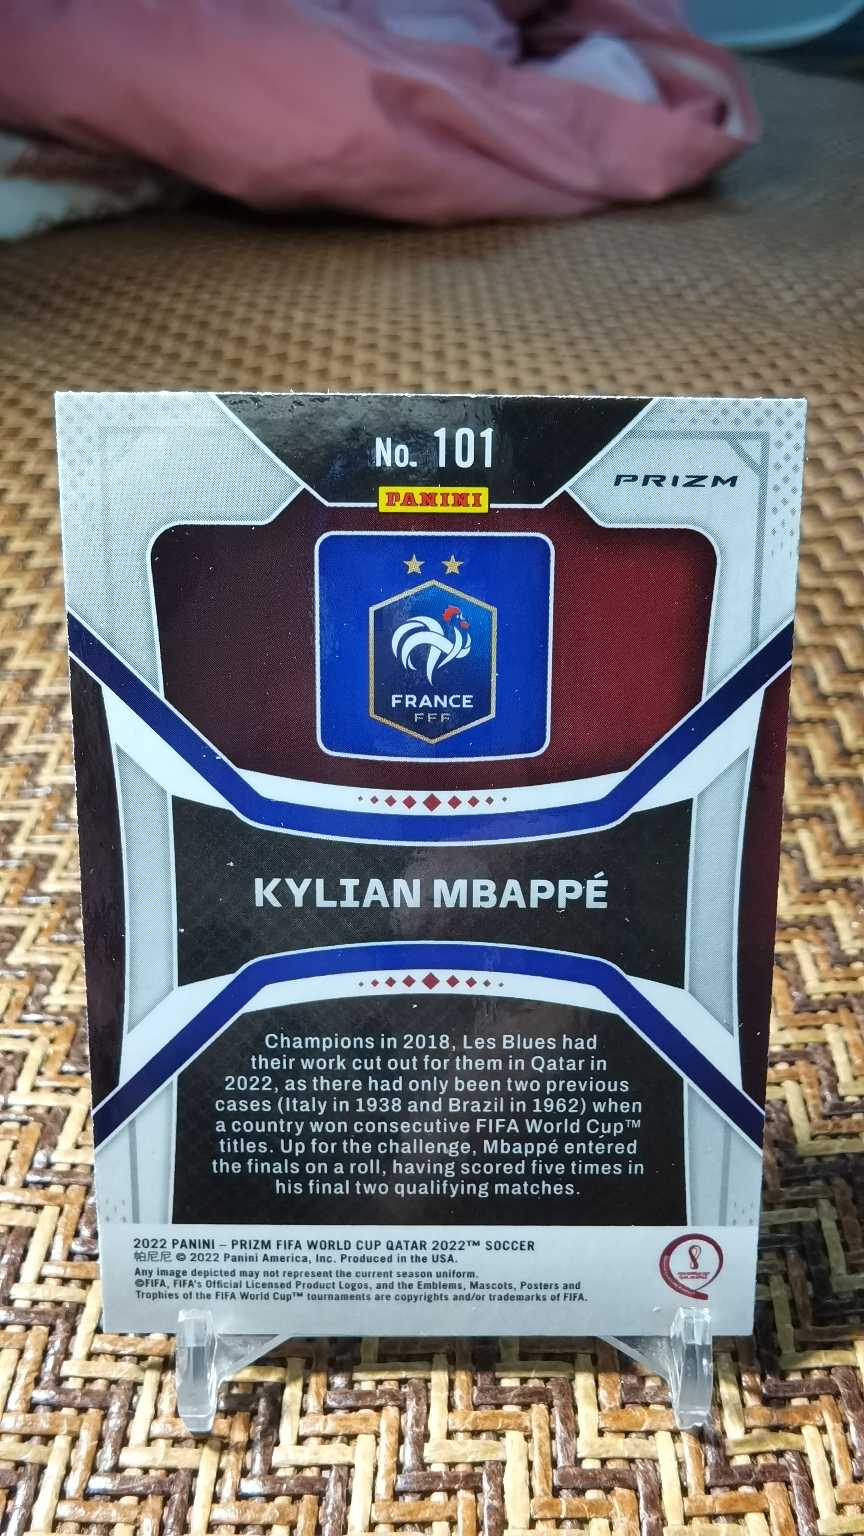 No. 101
PANINI
PRIZM
FRANCE
FFF
KYLIAN MBAPPÉ
Champions in 2018, Les Blues had
their work cut out for them in Qatar in
2022, as there had only been two previous
cases (Italy in 1938 and Brazil in 1962) when
a country won consecutive FIFA World Cup™
titles. Up for the challenge, Mbappé entered
the finals on a roll, having scored five times in
his final two qualifying matches.
2022 PANINI – PRIZM FIFA WORLD CUP QATAR 2022™ SOCCER
帕尼尼 © 2022 Panini America, Inc. Produced in the USA.
Any image depicted may not represent the current season uniform.
©FIFA, FIFA's Official Licensed Product Logos, and the Emblems, Mascots, Posters and
Trophies of the FIFA World Cup™ tournaments are copyrights and/or trademarks of FIFA.